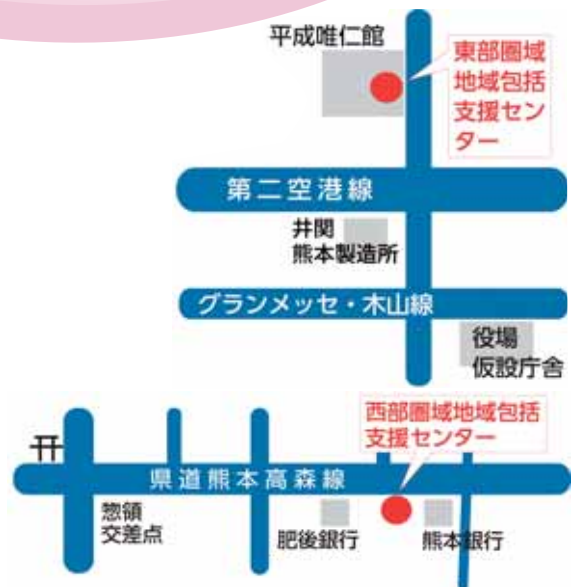 平成唯仁館
東部圏域
地域包括
支援セン
ター
第二空港線
井関
熊本製造所
グランメッセ・木山線
役場
仮設庁舎
西部圏域地域包括
支援センター
県道熊本高森線
惣領
交差点
肥後銀行
熊本銀行